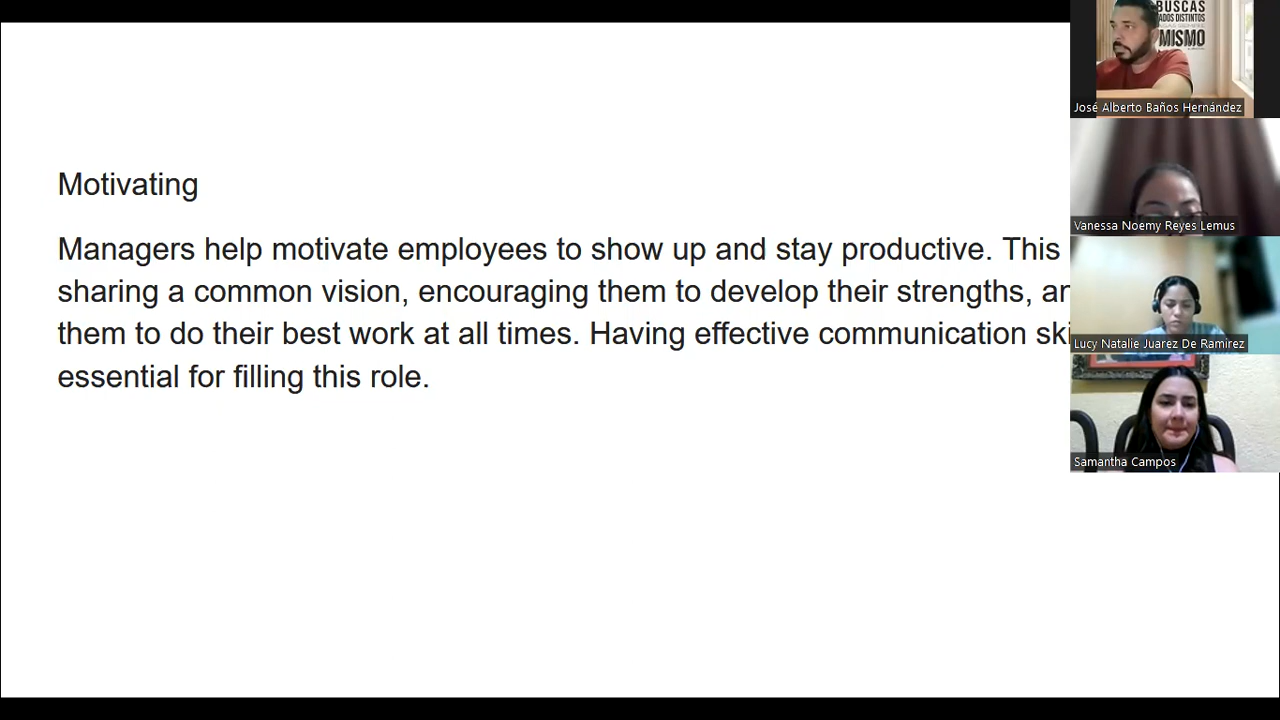 Motivating
Managers help motivate employees to show up and stay productive. This
sharing a common vision, encouraging them to develop their strengths,
them to do their best work at all times. Having effective communication
essential for filling this role.
BUSCAS
ADOS DISTINTOS
MISMO
José Alberto Baños Hernández
Vanessa Noemy Reyes Lemus
Lucy Natalie Juarez De Ramirez
Samantha Campos